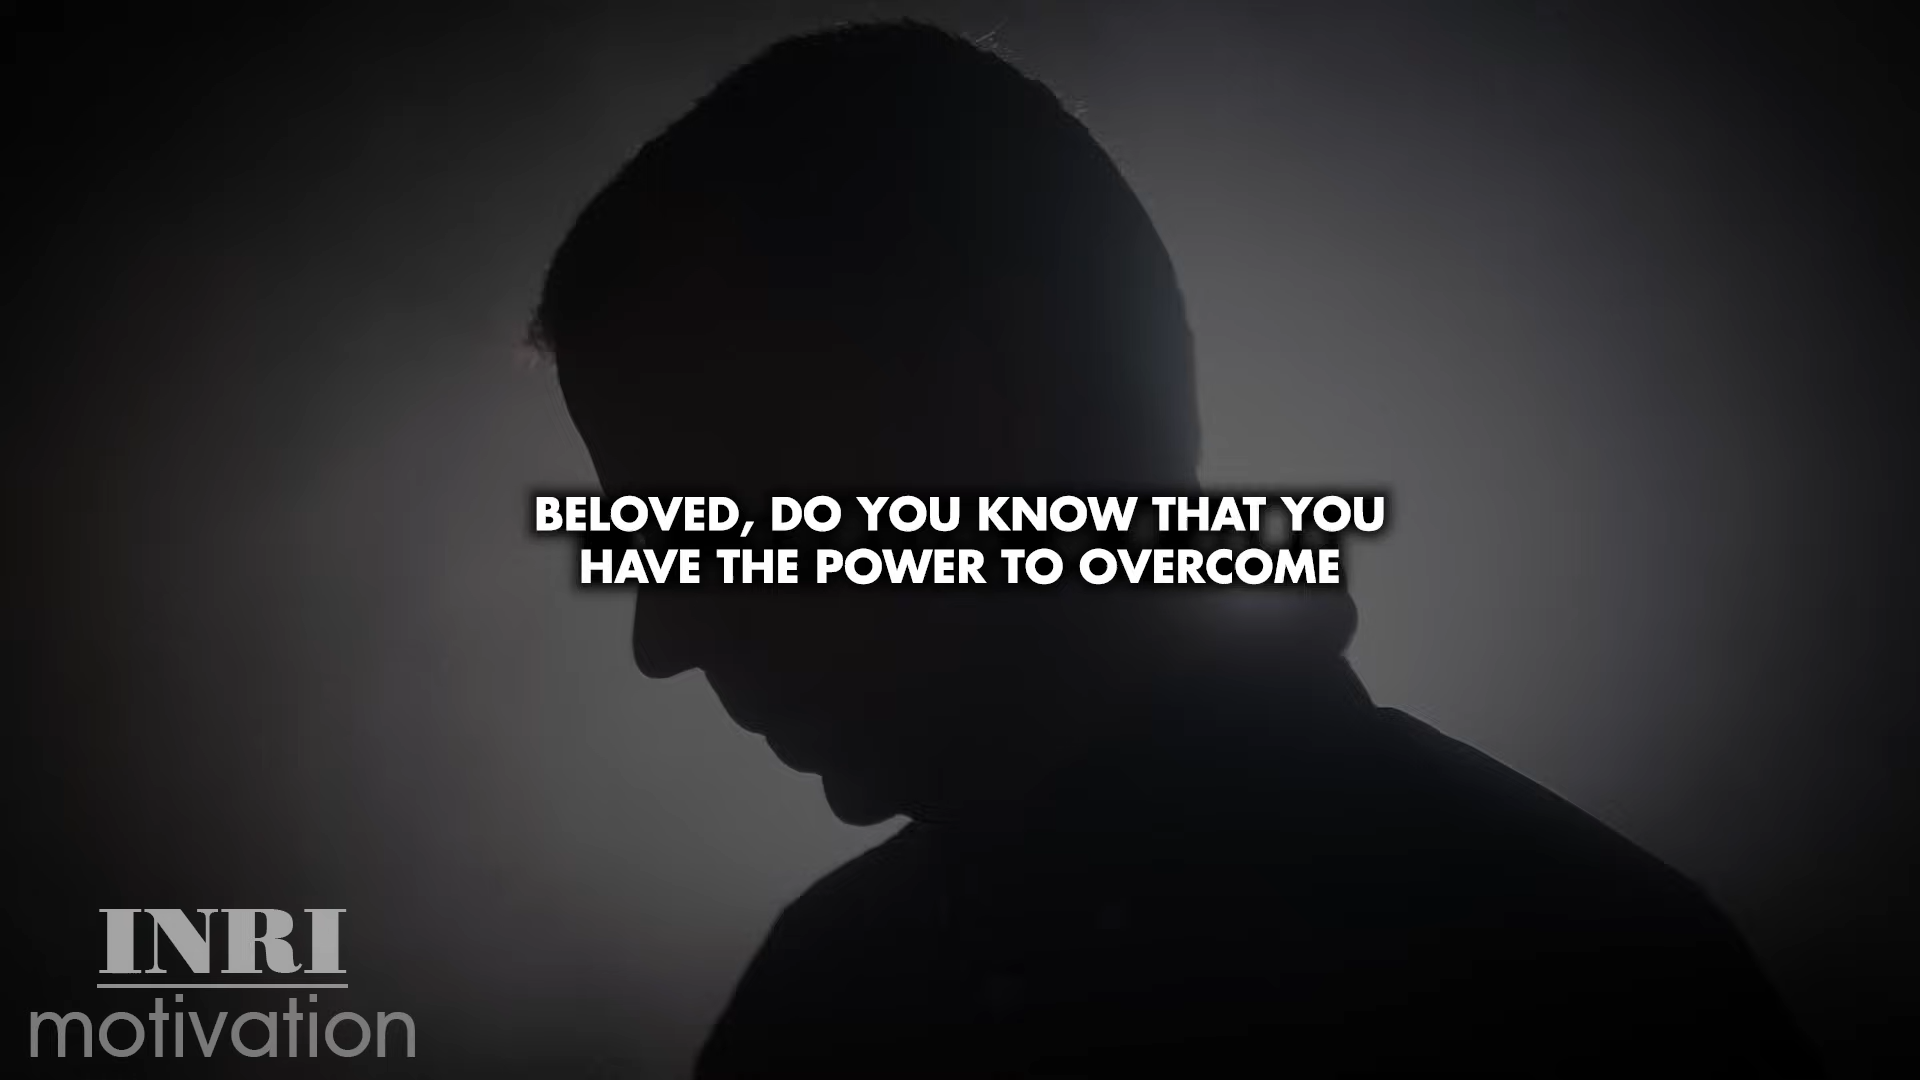 BELOVED, DO YOU KNOW THAT YOU
HAVE THE POWER TO OVERCOME
INRI
motivation